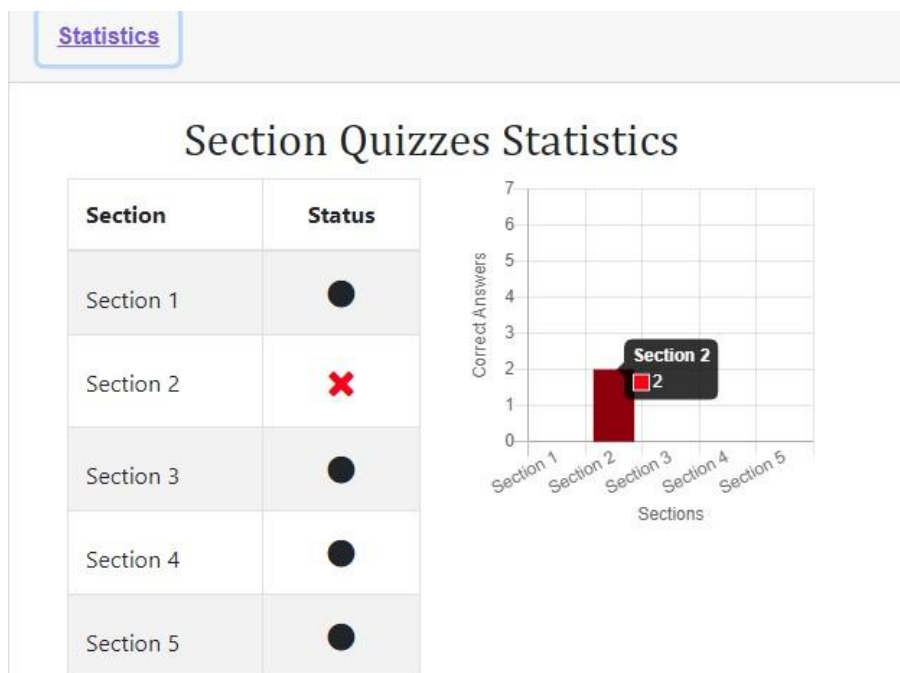 Statistics
Section Quizzes Statistics
Section Status
Section 1
Section 2
Section 3
Section 4
Section 5
7
6
5
4
3
2
1
0
Correct Answers
Section 2
2
Section 1 Section 2 Section 3 Section 4 Section 5
Sections